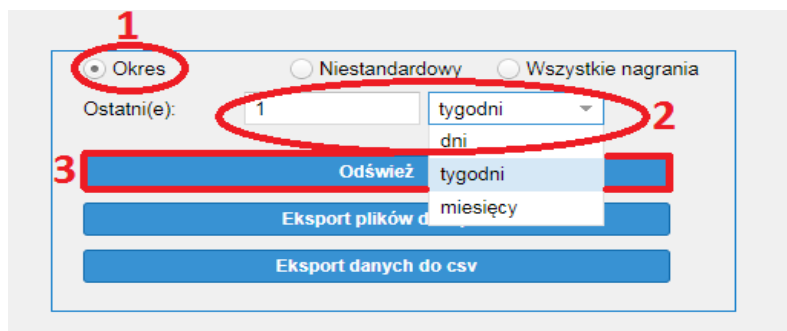 1
Okres Niestandardowy Wszystkie nagrania
Ostatni(e): 1 tygodni 2
dni
3 Odśwież tygodni
miesięcy
Eksport plików
Eksport danych do csv